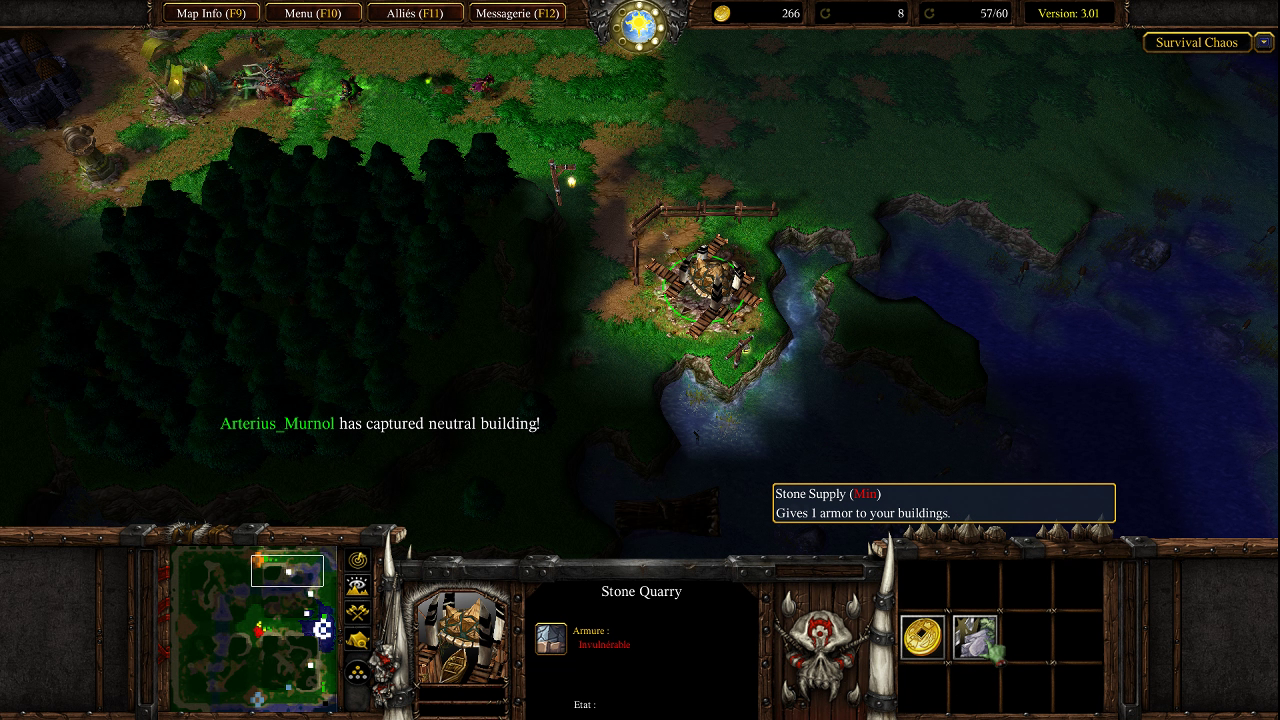 Map Info (F9)
Menu (F10)
Alliés (F11)
Messagerie (F12)
266
8
57/60
Version: 3.01
Survival Chaos
Arterius_Murnol has captured neutral building!
Stone Supply (Min)
Gives 1 armor to your buildings.
Stone Quarry
Armure :
Invulnérable
Etat :